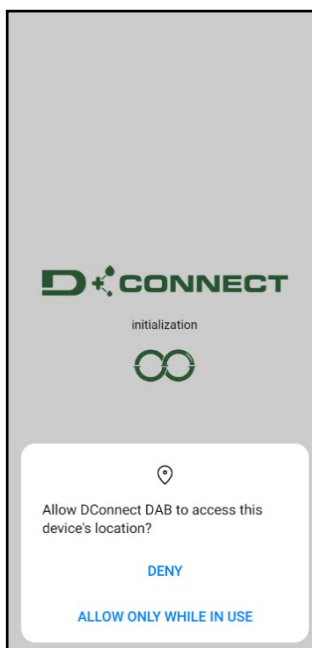 D CONNECT
initialization
Allow DConnect DAB to access this
device's location?
DENY
ALLOW ONLY WHILE IN USE